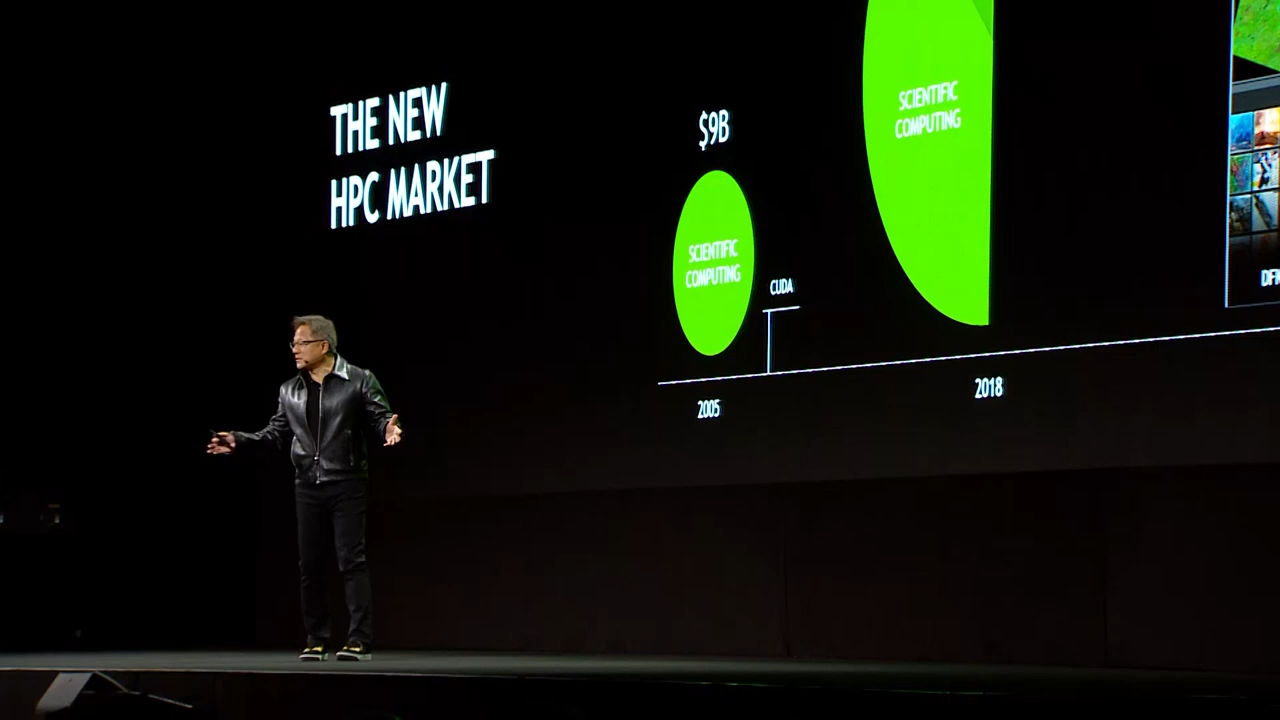 THE NEW
HPC MARKET
$9B
SCIENTIFIC
COMPUTING
CUDA
2005
SCIENTIFIC
COMPUTING
2018